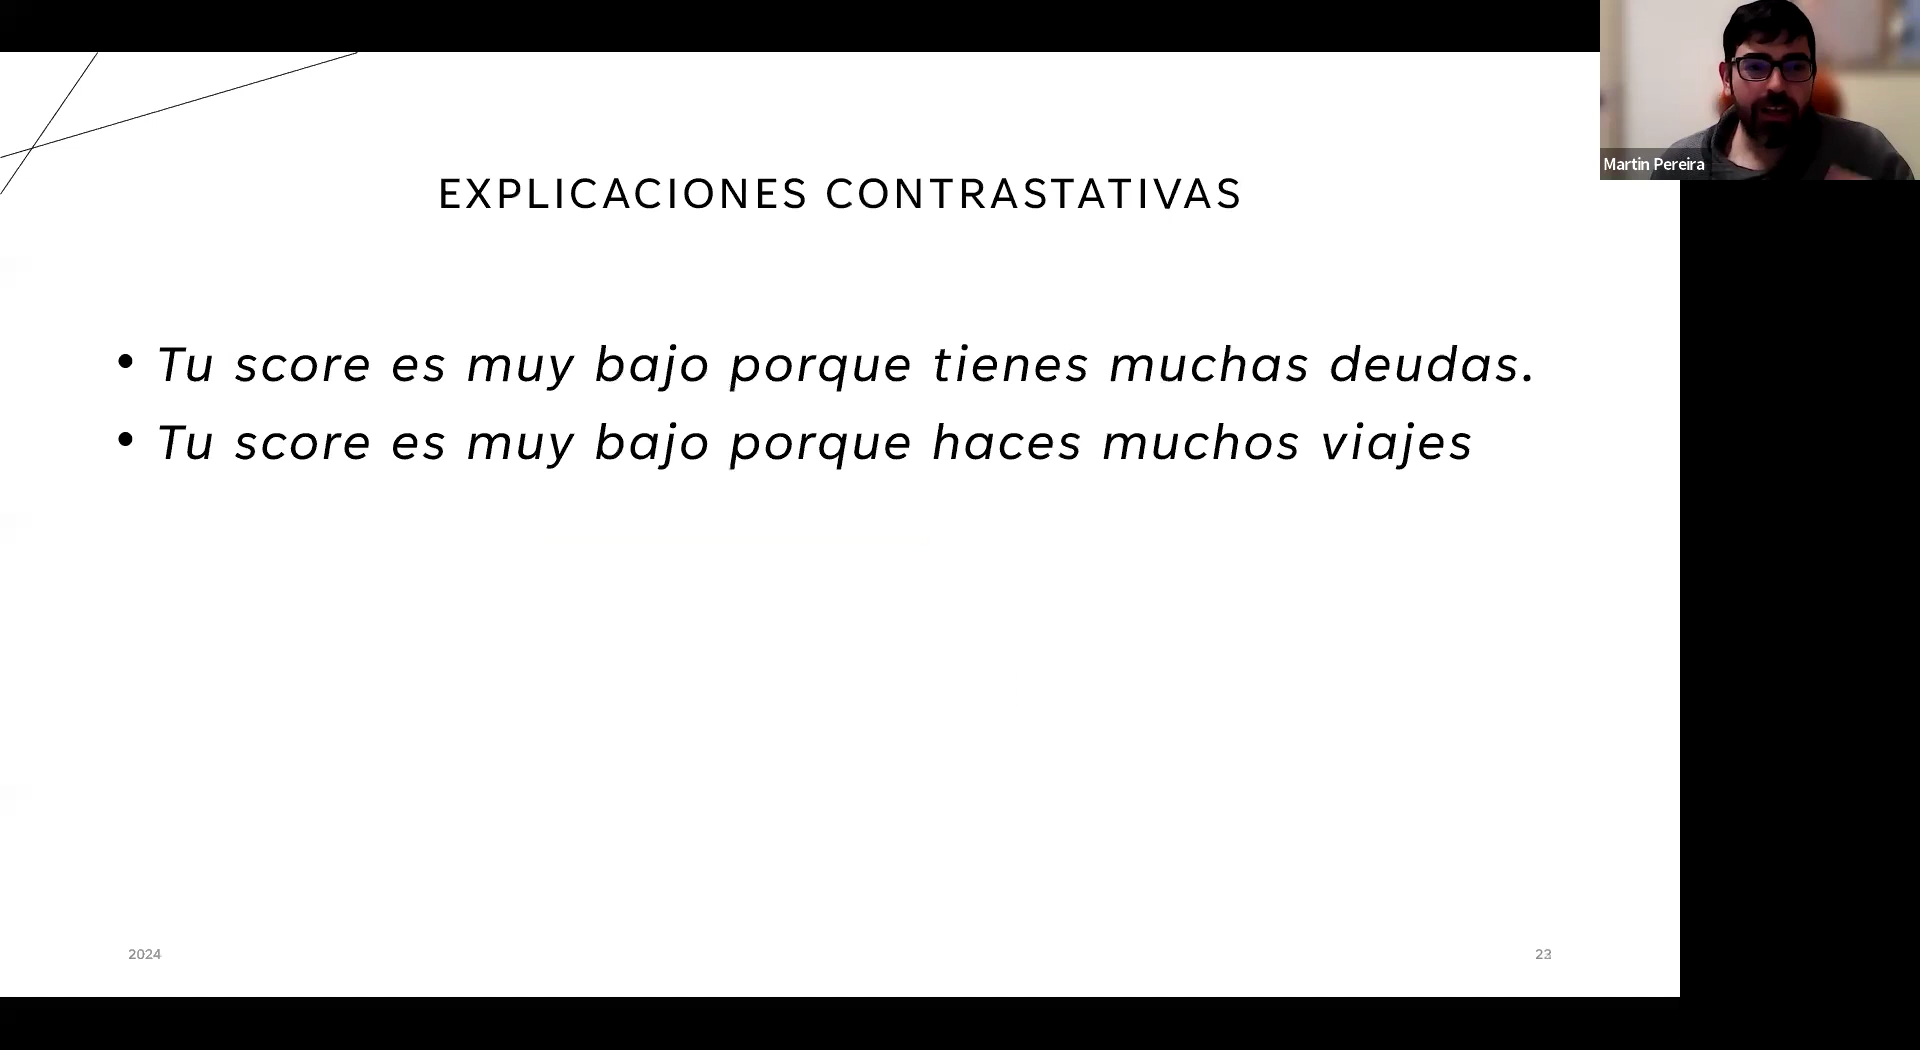 Martin Pereira
EXPLICACIONES CONTRASTATIVAS
• Tu score es muy bajo porque tienes muchas deudas.
• Tu score es muy bajo porque haces muchos viajes
2024
23